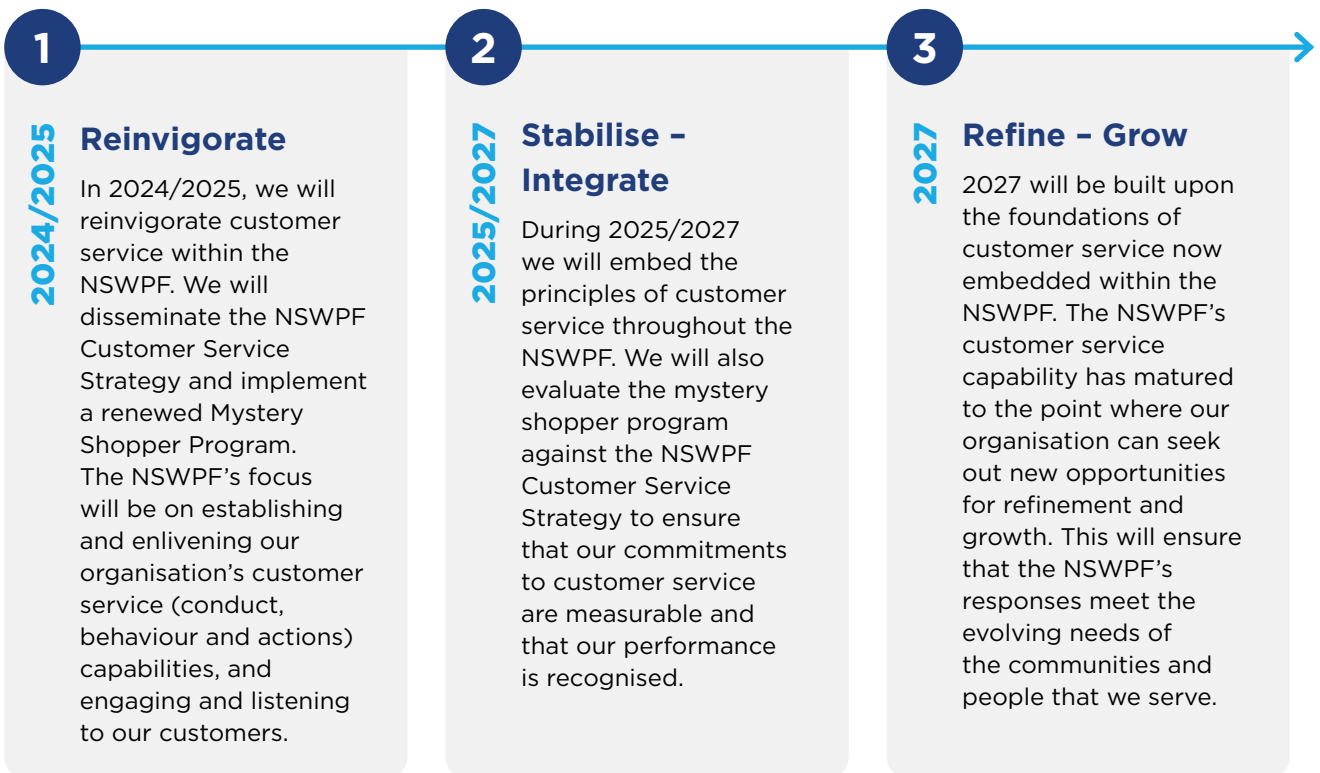 1
2024/2025
Reinvigorate
In 2024/2025, we will
reinvigorate customer
service within the
NSWPF. We will
disseminate the NSWPF
Customer Service
Strategy and implement
a renewed Mystery
Shopper Program.
The NSWPF’s focus
will be on establishing
and enlivening our
organisation’s customer
service (conduct,
behaviour and actions)
capabilities, and
engaging and listening
to our customers.
2
2025/2027
Stabilise –
Integrate
During 2025/2027
we will embed the
principles of customer
service throughout the
NSWPF. We will also
evaluate the mystery
shopper program
against the NSWPF
Customer Service
Strategy to ensure
that our commitments
to customer service
are measurable and
that our performance
is recognised.
3
2027
Refine – Grow
2027 will be built upon
the foundations of
customer service now
embedded within the
NSWPF. The NSWPF’s
customer service
capability has matured
to the point where our
organisation can seek
out new opportunities
for refinement and
growth. This will ensure
that the NSWPF’s
responses meet the
evolving needs of
the communities and
people that we serve.